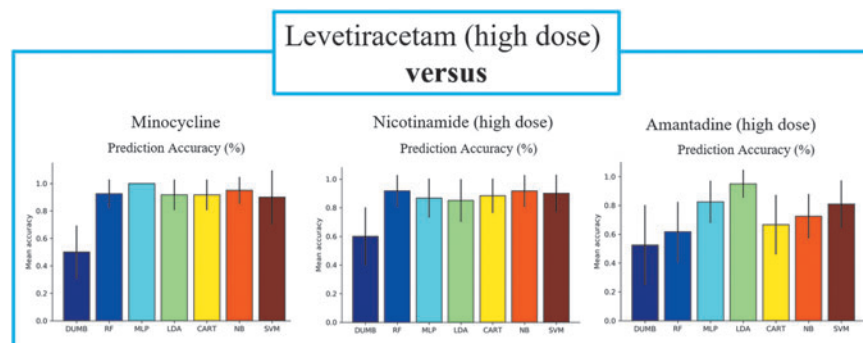 Levetiracetam (high dose)
versus
Minocycline
Prediction Accuracy (%)
Mean accuracy
1.0
0.8
0.6
0.4
0.2
0.0
DUMB RF MLP LDA CART NB SVM
Nicotinamide (high dose)
Prediction Accuracy (%)
Mean accuracy
1.0
0.8
0.6
0.4
0.2
0.0
DUMB RF MLP LDA CART NB SVM
Amantadine (high dose)
Prediction Accuracy (%)
Mean accuracy
1.0
0.8
0.6
0.4
0.2
0.0
DUMB RF MLP LDA CART NB SVM